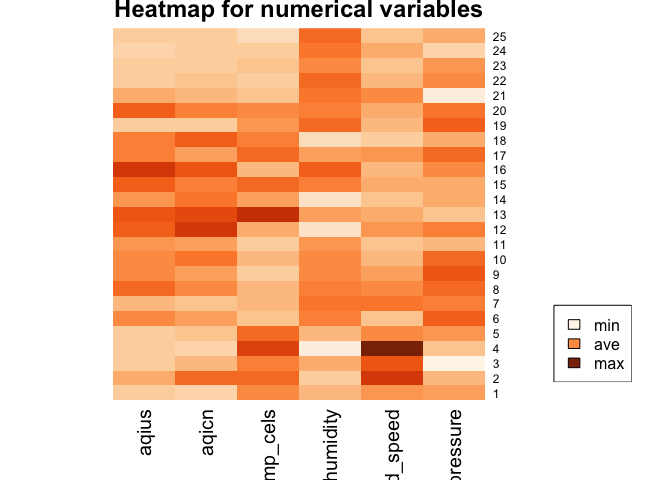 Heatmap for numerical variables
25
24
23
22
21
20
19
18
17
16
15
14
13
12
11
10
9
8
7
6
5
4
3
2
1
min
ave
max
aqius
aqicn
mp_cels
humidity
d_speed
pressure